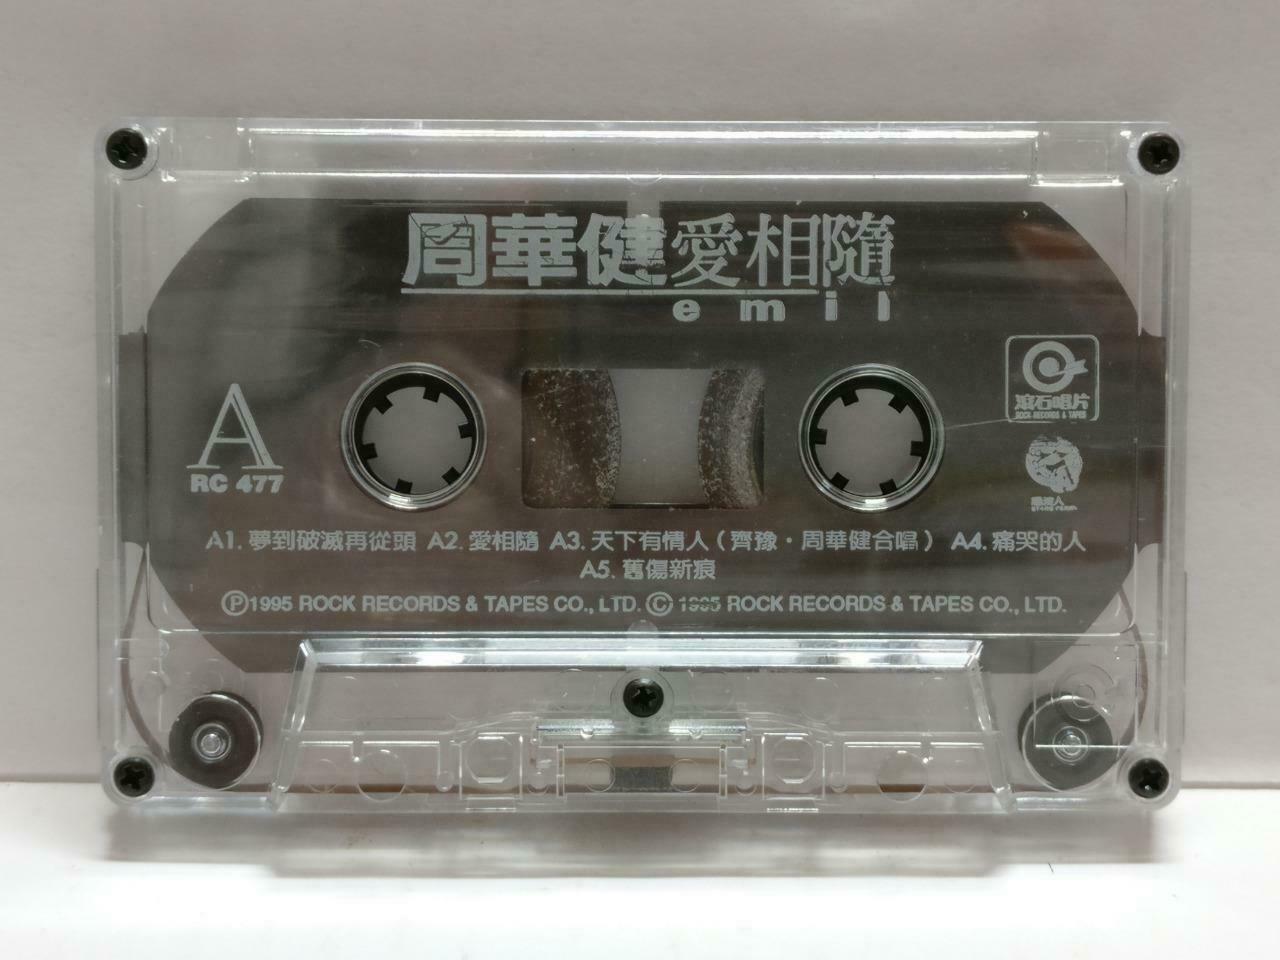 周華健愛相隨
emil
滾石唱片
ROCK RECORDS & TAPES
A
RC 477
A1. 夢到破滅再從頭 A2. 愛相隨 A3. 天下有情人（齊豫・周華健合唱） A4. 痛哭的人
A5. 舊傷新痕
Ⓟ1995 ROCK RECORDS & TAPES CO., LTD. Ⓒ 1995 ROCK RECORDS & TAPES CO., LTD.